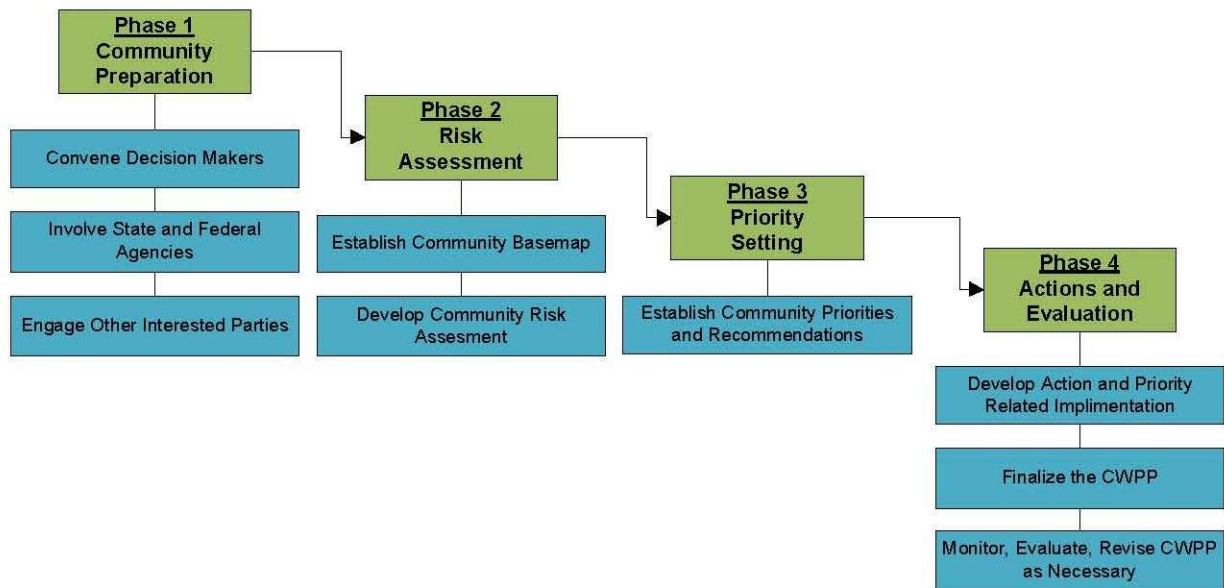 Phase 1
Community
Preparation
Convene Decision Makers
Involve State and Federal
Agencies
Engage Other Interested Parties
Phase 2
Risk
Assessment
Establish Community Basemap
Develop Community Risk
Assesment
Phase 3
Priority
Setting
Establish Community Priorities
and Recommendations
Phase 4
Actions and
Evaluation
Develop Action and Priority
Related Implimentation
Finalize the CWPP
Monitor, Evaluate, Revise CWPP
as Necessary